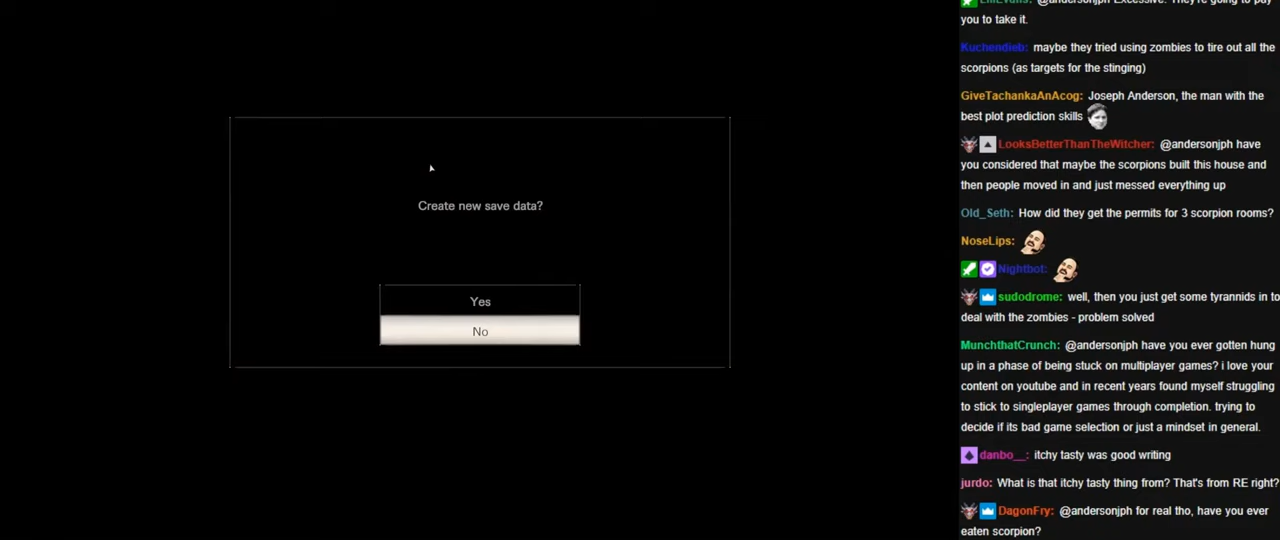 Create new save data?
Yes
No
@andersonjph Excessive. They're going to pay
you to take it.
Kuchendieb: maybe they tried using zombies to tire out all the
scorpions (as targets for the stinging)
GiveTachankaAnAcog: Joseph Anderson, the man with the
best plot prediction skills
LooksBetterThanTheWitcher: @andersonjph have
you considered that maybe the scorpions built this house and
then people moved in and just messed everything up
Old_Seth: How did they get the permits for 3 scorpion rooms?
NoseLips:
Nightbot:
sudodrome: well, then you just get some tyrannids in to
deal with the zombies - problem solved
MunchthatCrunch: @andersonjph have you ever gotten hung
up in a phase of being stuck on multiplayer games? i love your
content on youtube and in recent years found myself struggling
to stick to singleplayer games through completion. trying to
decide if its bad game selection or just a mindset in general.
danbo__: itchy tasty was good writing
jurdo: What is that itchy tasty thing from? That's from RE right?
DagonFry: @andersonjph for real tho, have you ever
eaten scorpion?